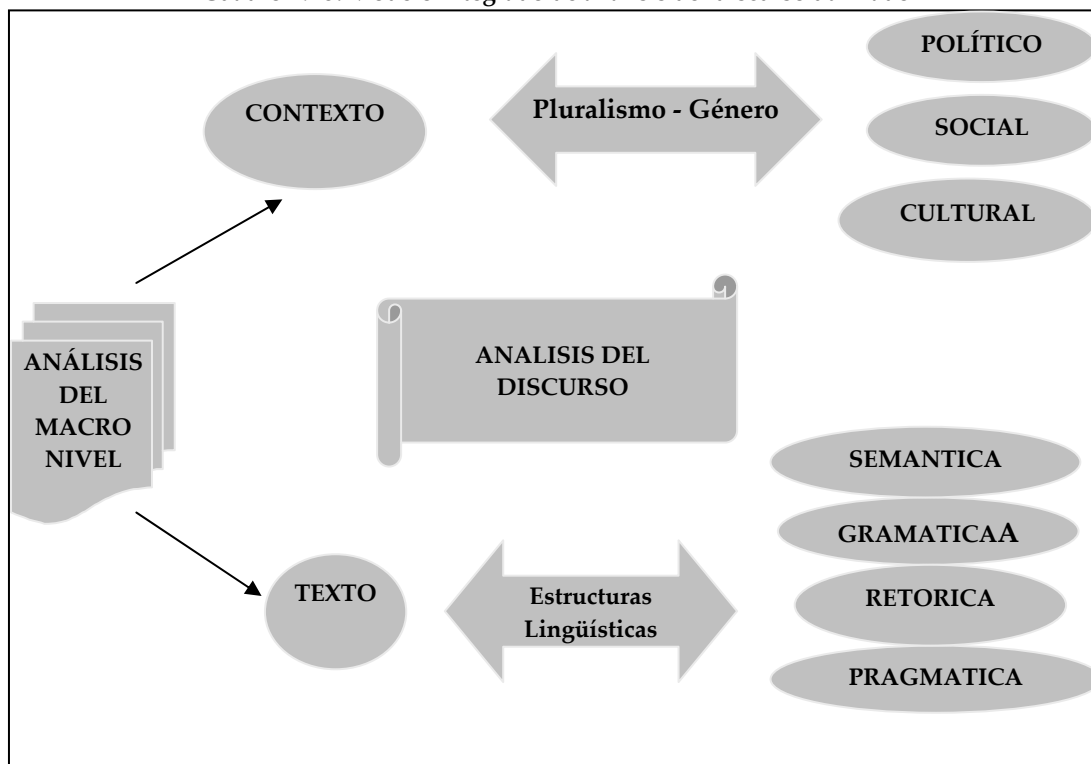 CONTEXTO
Pluralismo - Género
POLÍTICO
SOCIAL
CULTURAL
ANÁLISIS
DEL
MACRO
NIVEL
ANALISIS DEL
DISCURSO
TEXTO
Estructuras
Lingüísticas
SEMANTICA
GRAMATICAA
RETORICA
PRAGMATICA